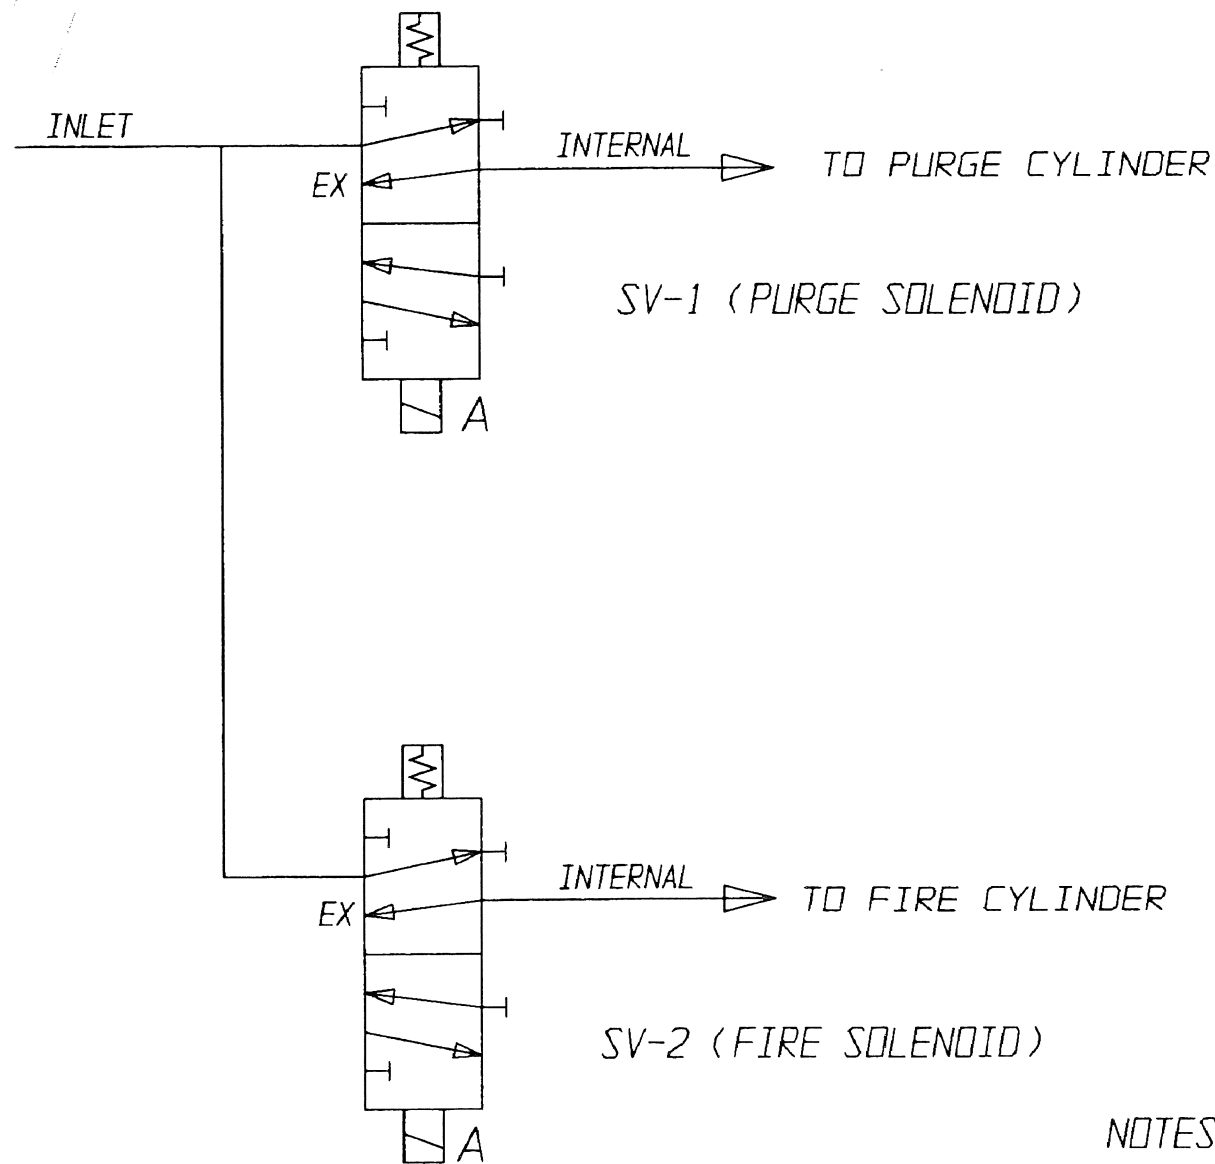 INLET
INTERNAL
TO PURGE CYLINDER
EX
SV-1 (PURGE SOLENOID)
A
INTERNAL
TO FIRE CYLINDER
EX
SV-2 (FIRE SOLENOID)
A
NOTES